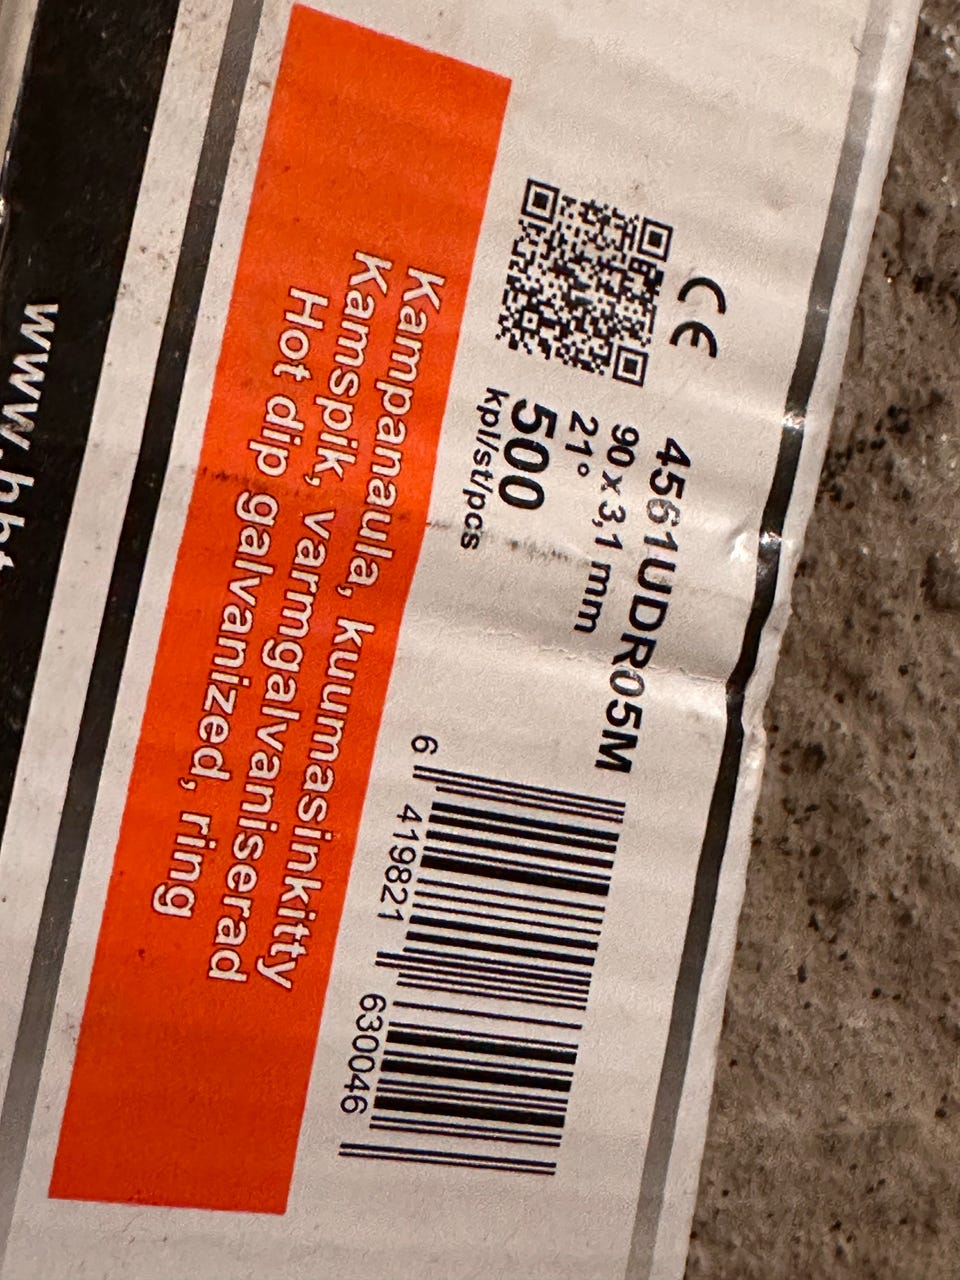 CE
4561UDR05M
90 x 3,1 mm
21°
500
kpl/st/pcs
6 419821 630046
Kampanaula, kuumasinkitty
Kamspik, varmgalvaniserad
Hot dip galvanized, ring